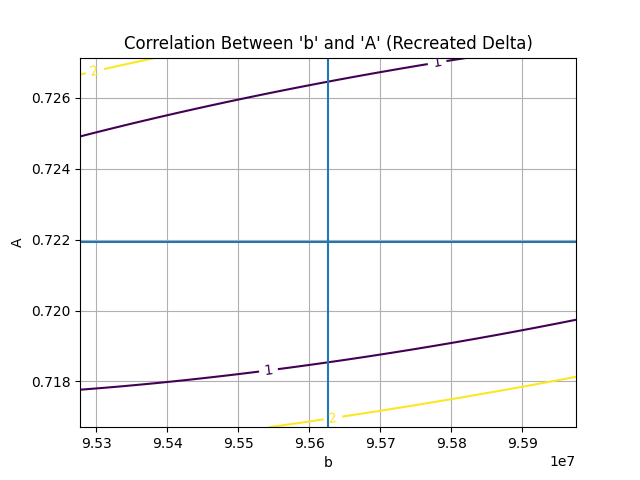 Correlation Between 'b' and 'A' (Recreated Delta)
2
1
0.726
0.724
0.722
0.720
0.718
A
1
2
9.53 9.54 9.55 9.56 9.57 9.58 9.59
1e7
b